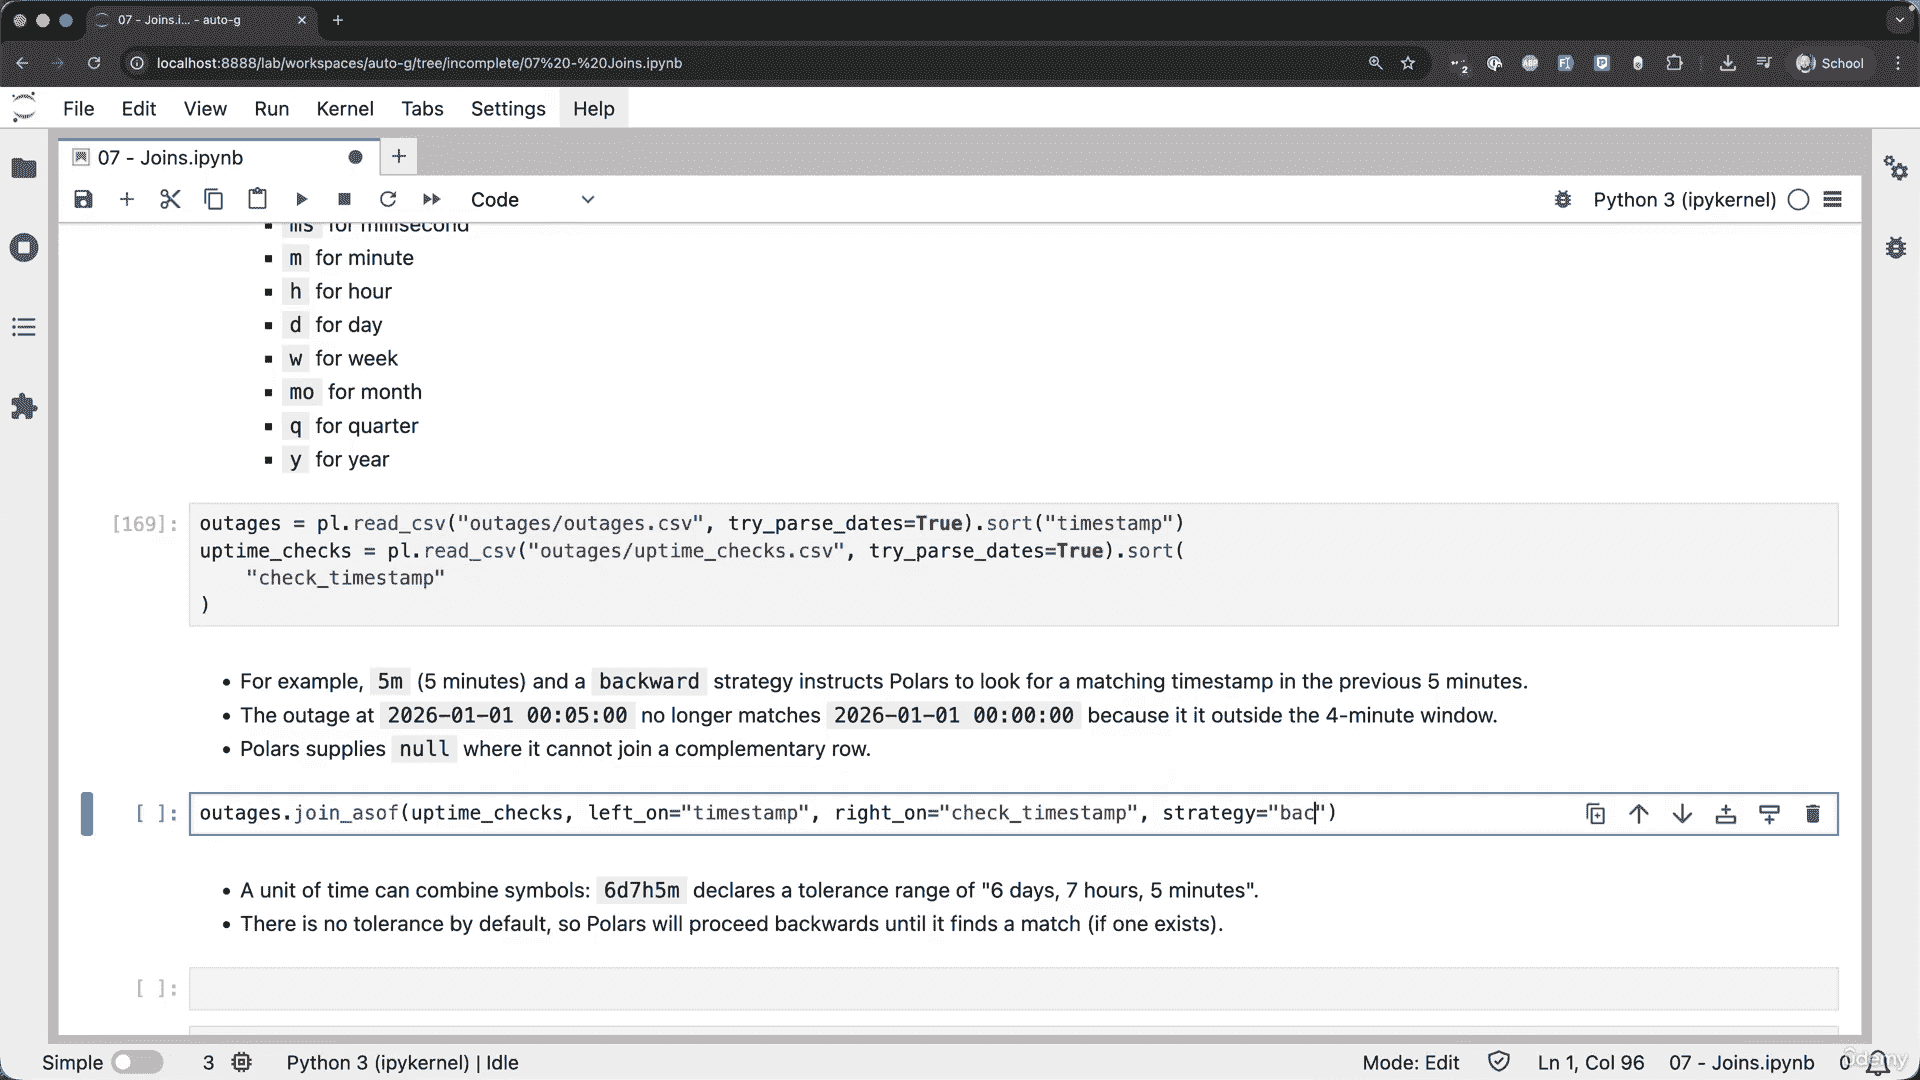 07 - Joins.i... - auto-g
localhost:8888/lab/workspaces/auto-g/tree/incomplete/07%20-%20Joins.ipynb
2
School
File Edit View Run Kernel Tabs Settings Help
07 - Joins.ipynb
Code
Python 3 (ipykernel)
ms for millisecond
m for minute
h for hour
d for day
w for week
mo for month
q for quarter
y for year
[169]:
outages = pl.read_csv("outages/outages.csv", try_parse_dates=True).sort("timestamp")
uptime_checks = pl.read_csv("outages/uptime_checks.csv", try_parse_dates=True).sort(
"check_timestamp"
)
• For example, 5m (5 minutes) and a backward strategy instructs Polars to look for a matching timestamp in the previous 5 minutes.
• The outage at 2026-01-01 00:05:00 no longer matches 2026-01-01 00:00:00 because it it outside the 4-minute window.
• Polars supplies null where it cannot join a complementary row.
[ ]: outages.join_asof(uptime_checks, left_on="timestamp", right_on="check_timestamp", strategy="bac")
• A unit of time can combine symbols: 6d7h5m declares a tolerance range of "6 days, 7 hours, 5 minutes".
• There is no tolerance by default, so Polars will proceed backwards until it finds a match (if one exists).
[ ]:
Simple 3 Python 3 (ipykernel) | Idle Mode: Edit Ln 1, Col 96 07 - Joins.ipynb 0
udemy